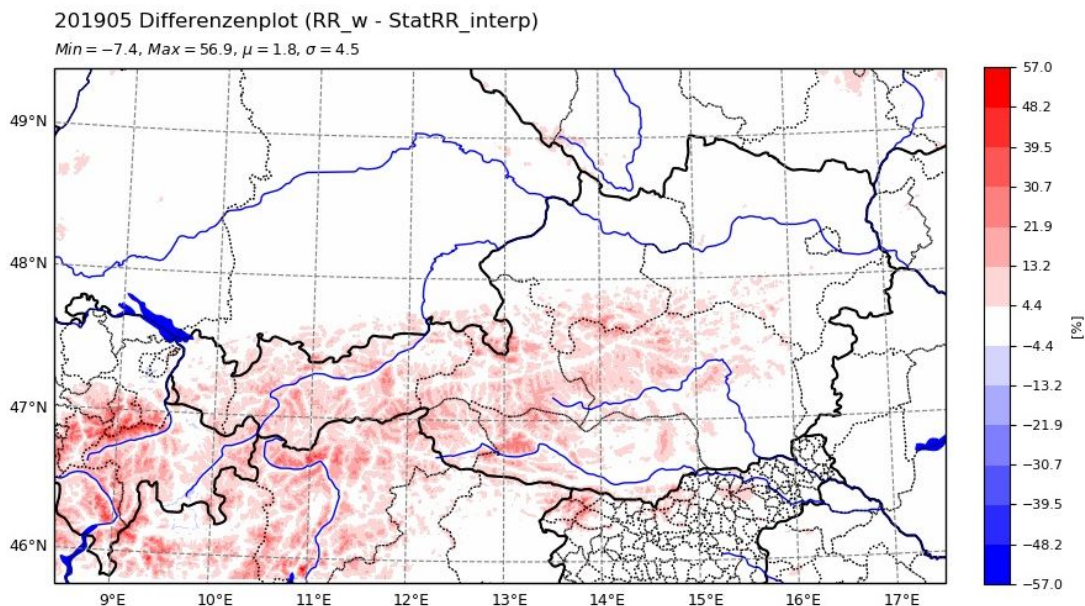 201905 Differenzenplot (RR_w - StatRR_interp)
Min = −7.4, Max = 56.9, μ = 1.8, σ = 4.5
49°N
48°N
47°N
46°N
9°E
10°E
11°E
12°E
13°E
14°E
15°E
16°E
17°E
57.0
48.2
39.5
30.7
21.9
13.2
4.4
−4.4
−13.2
−21.9
−30.7
−39.5
−48.2
−57.0
[%]